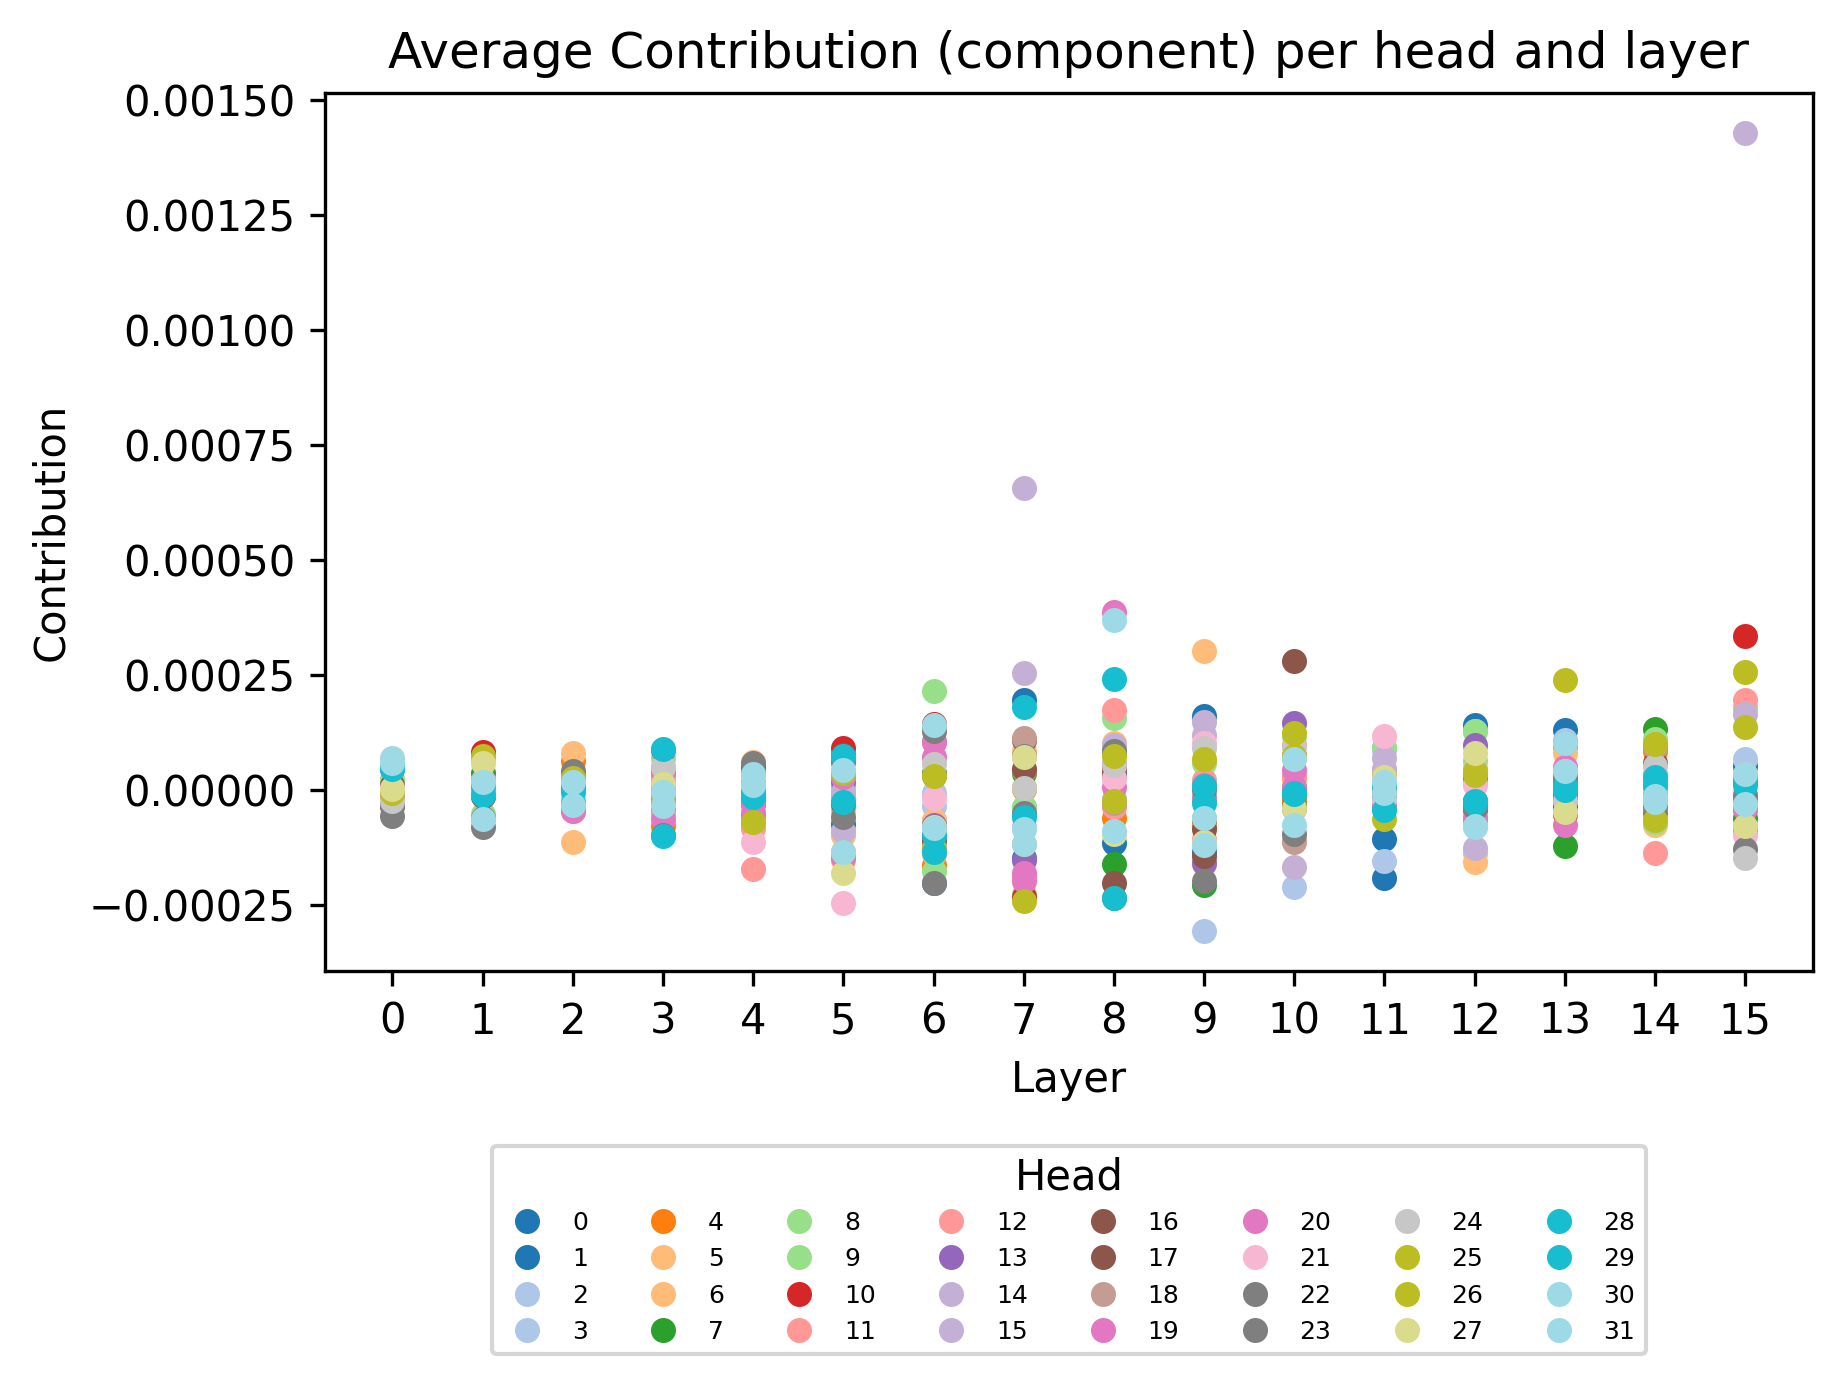 Average Contribution (component) per head and layer
0.00150
0.00125
0.00100
0.00075
0.00050
0.00025
0.00000
−0.00025
Contribution
0 1 2 3 4 5 6 7 8 9 10 11 12 13 14 15
Layer
Head
0 4 8 12 16 20 24 28
1 5 9 13 17 21 25 29
2 6 10 14 18 22 26 30
3 7 11 15 19 23 27 31